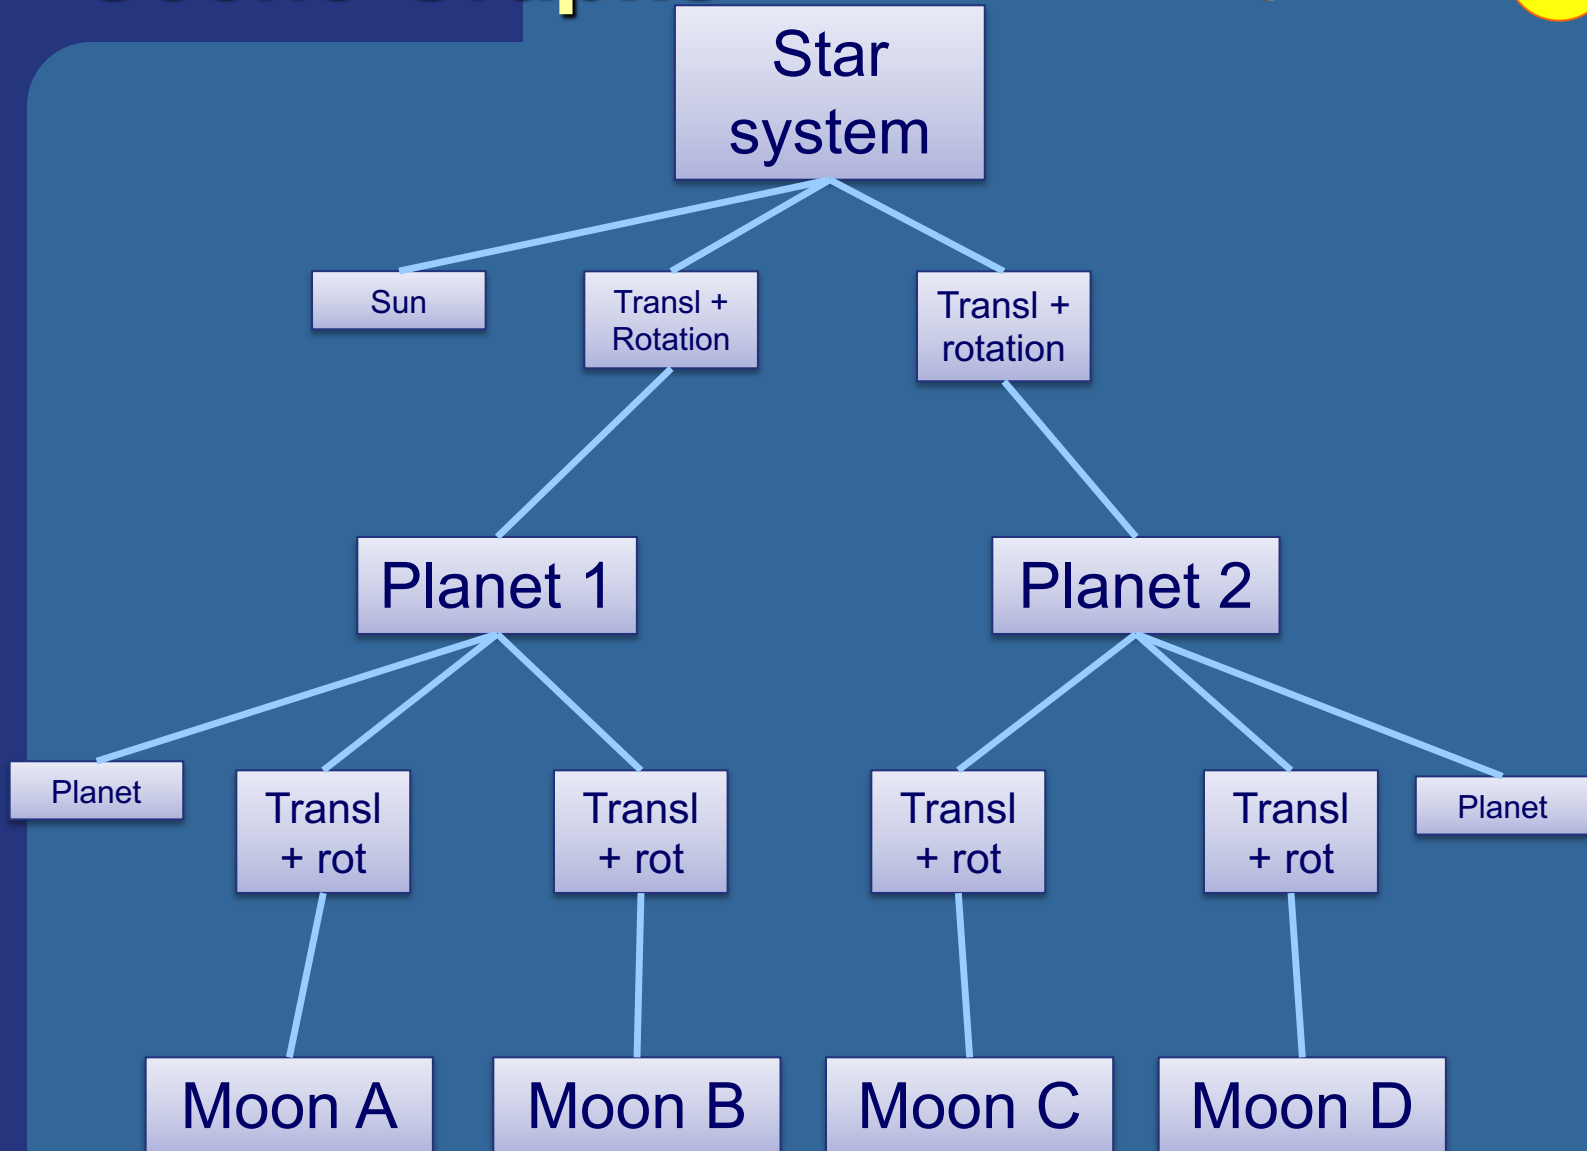 Star
system
Sun
Transl +
Rotation
Transl +
rotation
Planet 1
Planet 2
Planet
Transl
+ rot
Transl
+ rot
Transl
+ rot
Transl
+ rot
Planet
Moon A
Moon B
Moon C
Moon D